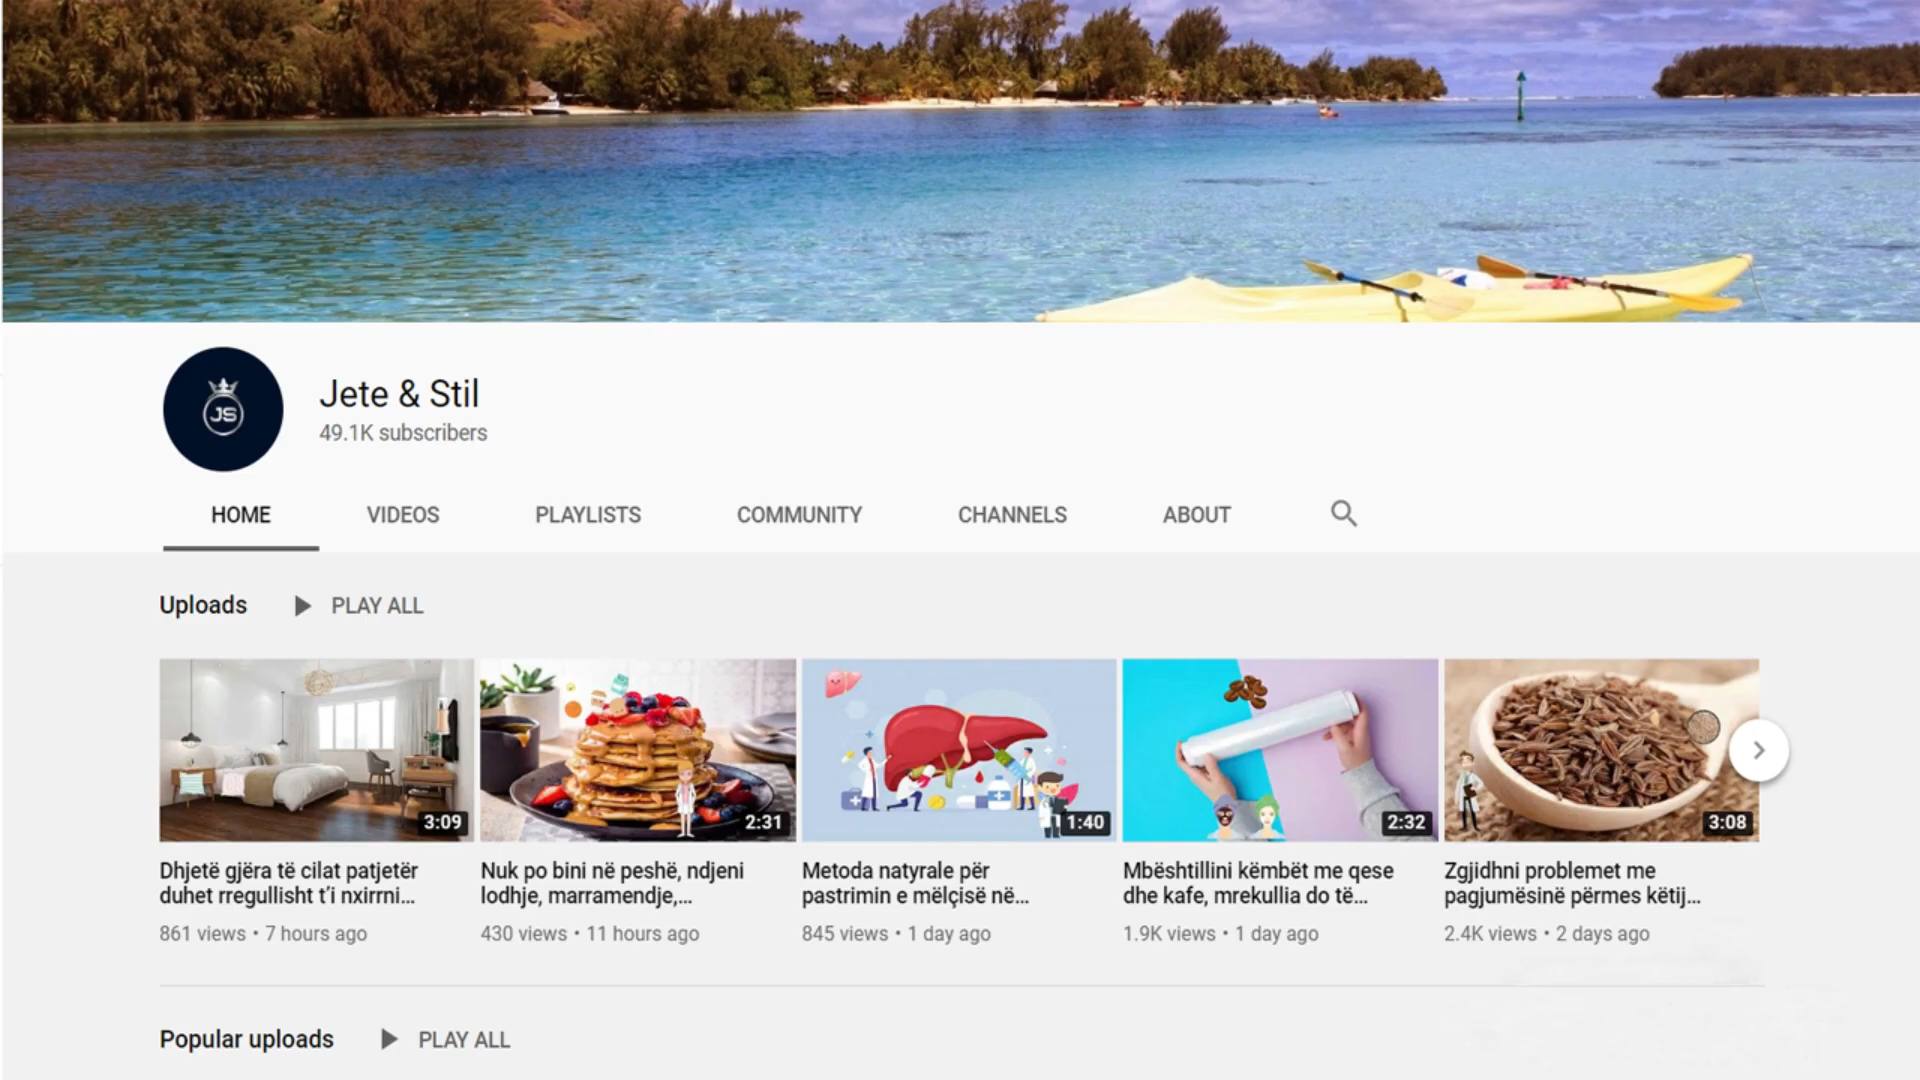 JS
Jete & Stil
49.1K subscribers
HOME VIDEOS PLAYLISTS COMMUNITY CHANNELS ABOUT
Uploads PLAY ALL
3:09 2:31 1:40 2:32 3:08
Dhjetë gjëra të cilat patjetër
duhet rregullisht t’i nxirrni...
861 views • 7 hours ago
Nuk po bini në peshë, ndjeni
lodhje, marramendje,...
430 views • 11 hours ago
Metoda natyrale për
pastrimin e mëlçisë në...
845 views • 1 day ago
Mbështillini këmbët me qese
dhe kafe, mrekullia do të...
1.9K views • 1 day ago
Zgjidhni problemet me
pagjumësinë përmes këtij...
2.4K views • 2 days ago
Popular uploads PLAY ALL